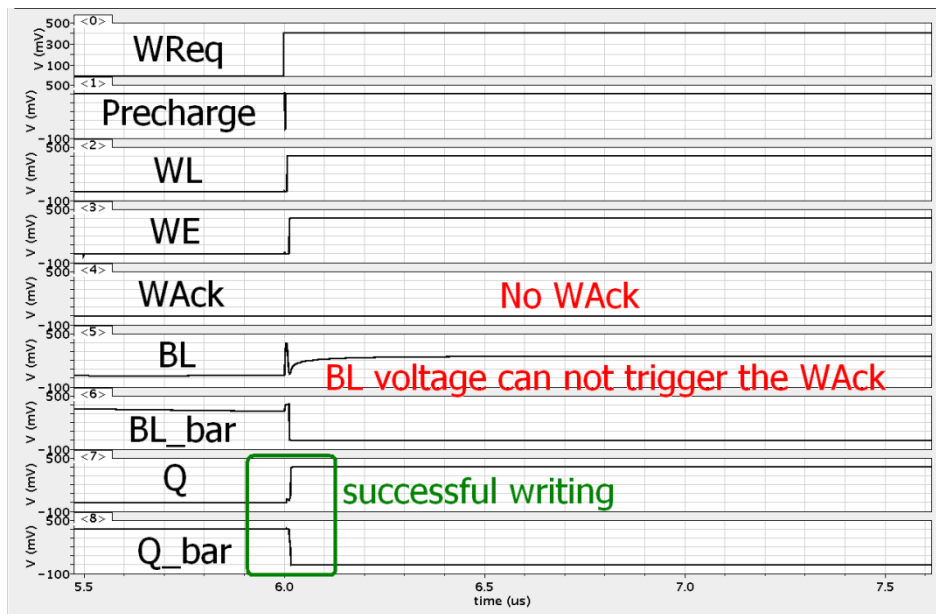 <0>
500
300
100
V (mV)
WReq
<1>
500
-100
V (mV)
Precharge
<2>
500
-100
V (mV)
WL
<3>
500
-100
V (mV)
WE
<4>
500
-100
V (mV)
WAck
No WAck
<5>
500
-100
V (mV)
BL
BL voltage can not trigger the WAck
<6>
500
-100
V (mV)
BL_bar
<7>
500
-100
V (mV)
Q
successful writing
<8>
500
-100
V (mV)
Q_bar
5.5 6.0 6.5 7.0 7.5
time (us)